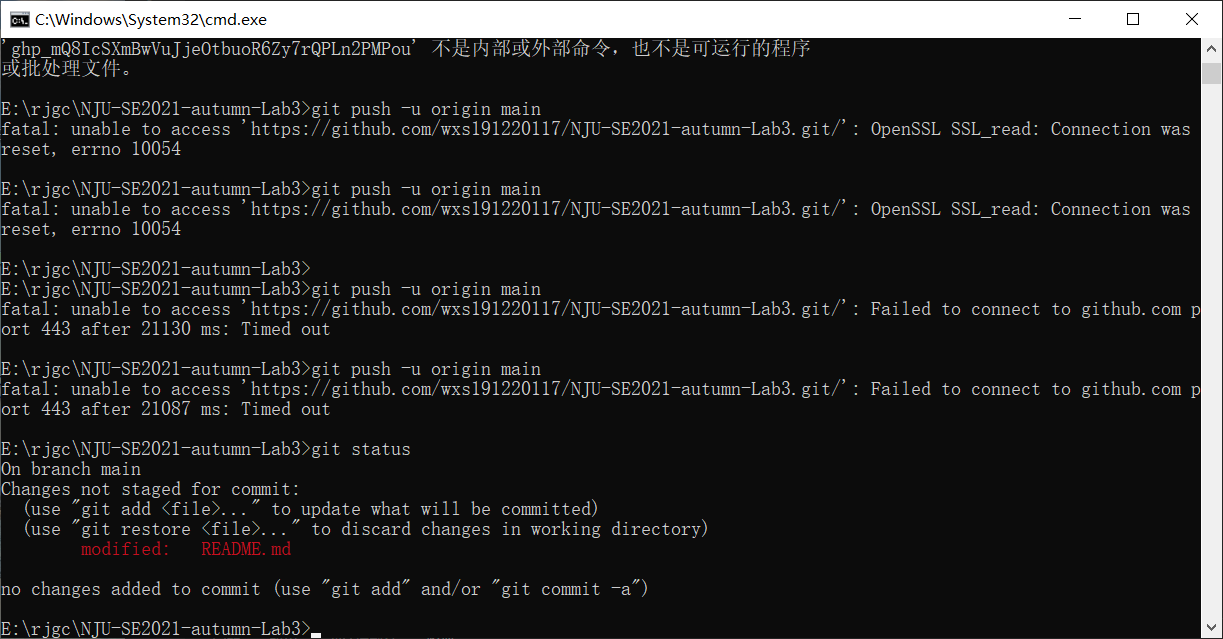 C:\Windows\System32\cmd.exe
'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' 不是内部或外部命令，也不是可运行的程序
或批处理文件。
E:\rjgc\NJU-SE2021-autumn-Lab3>git push -u origin main
fatal: unable to access 'https://github.com/wxs191220117/NJU-SE2021-autumn-Lab3.git/': OpenSSL SSL_read: Connection was
reset, errno 10054
E:\rjgc\NJU-SE2021-autumn-Lab3>git push -u origin main
fatal: unable to access 'https://github.com/wxs191220117/NJU-SE2021-autumn-Lab3.git/': OpenSSL SSL_read: Connection was
reset, errno 10054
E:\rjgc\NJU-SE2021-autumn-Lab3>
E:\rjgc\NJU-SE2021-autumn-Lab3>git push -u origin main
fatal: unable to access 'https://github.com/wxs191220117/NJU-SE2021-autumn-Lab3.git/': Failed to connect to github.com p
ort 443 after 21130 ms: Timed out
E:\rjgc\NJU-SE2021-autumn-Lab3>git push -u origin main
fatal: unable to access 'https://github.com/wxs191220117/NJU-SE2021-autumn-Lab3.git/': Failed to connect to github.com p
ort 443 after 21087 ms: Timed out
E:\rjgc\NJU-SE2021-autumn-Lab3>git status
On branch main
Changes not staged for commit:
  (use "git add <file>..." to update what will be committed)
  (use "git restore <file>..." to discard changes in working directory)
        modified:   README.md
no changes added to commit (use "git add" and/or "git commit -a")
E:\rjgc\NJU-SE2021-autumn-Lab3>